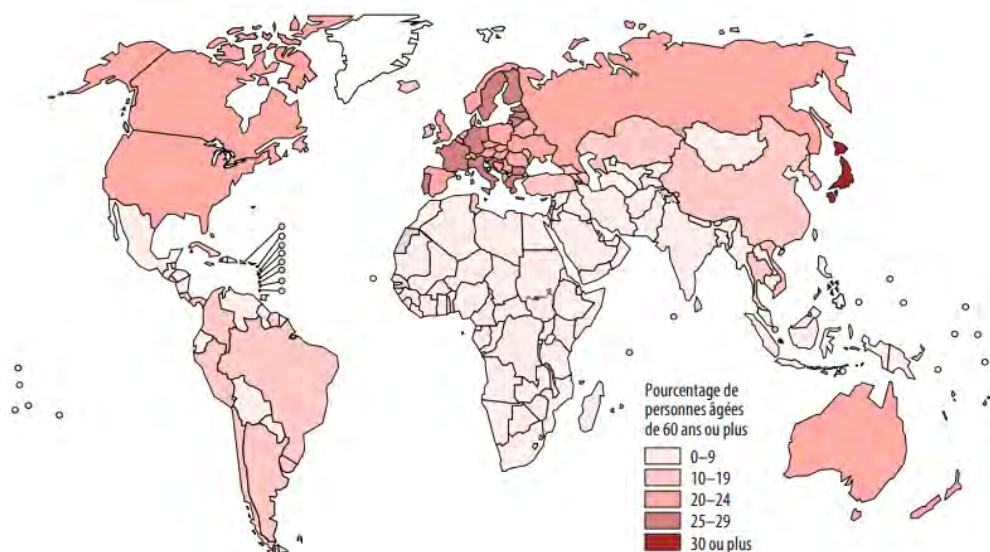 Pourcentage de
personnes âgées
de 60 ans ou plus
0–9
10–19
20–24
25–29
30 ou plus